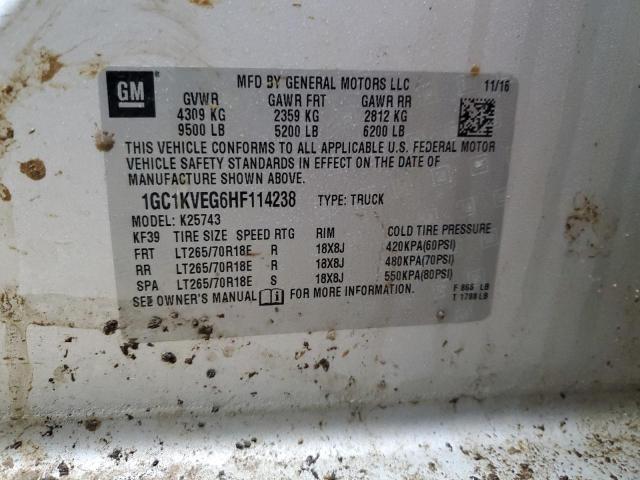 GM
MFD BY GENERAL MOTORS LLC 11/16
GVWR GAWR FRT GAWR RR
4309 KG 2359 KG 2812 KG
9500 LB 5200 LB 6200 LB
THIS VEHICLE CONFORMS TO ALL APPLICABLE U.S. FEDERAL MOTOR
VEHICLE SAFETY STANDARDS IN EFFECT ON THE DATE OF
MANUFACTURE SHOWN ABOVE.
1GC1KVEG6HF114238 TYPE: TRUCK
MODEL: K25743
KF39 TIRE SIZE SPEED RTG RIM COLD TIRE PRESSURE
FRT LT265/70R18E R 18X8J 420KPA(60PSI)
RR LT265/70R18E R 18X8J 480KPA(70PSI)
SPA LT265/70R18E S 18X8J 550KPA(80PSI)
SEE OWNER'S MANUAL FOR MORE INFORMATION.
F 866 LB
T 1788 LB